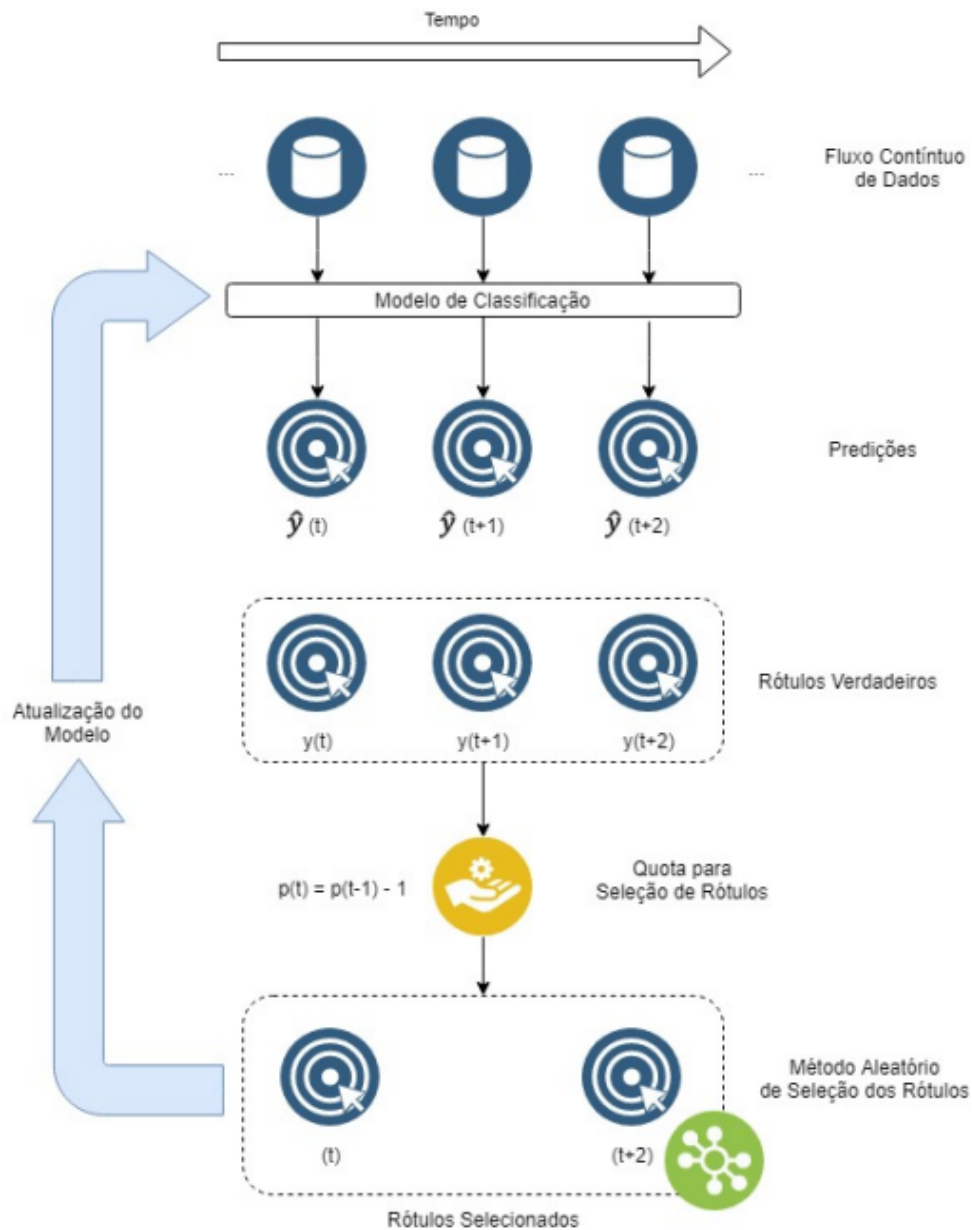 Tempo
...
...
Fluxo Contíntuo
de Dados
Modelo de Classificação
Predições
ŷ (t)
ŷ (t+1)
ŷ (t+2)
Rótulos Verdadeiros
Atualização do
Modelo
y(t)
y(t+1)
y(t+2)
p(t) = p(t-1) - 1
Quota para
Seleção de Rótulos
Método Aleatório
de Seleção dos Rótulos
(t)
(t+2)
Rótulos Selecionados